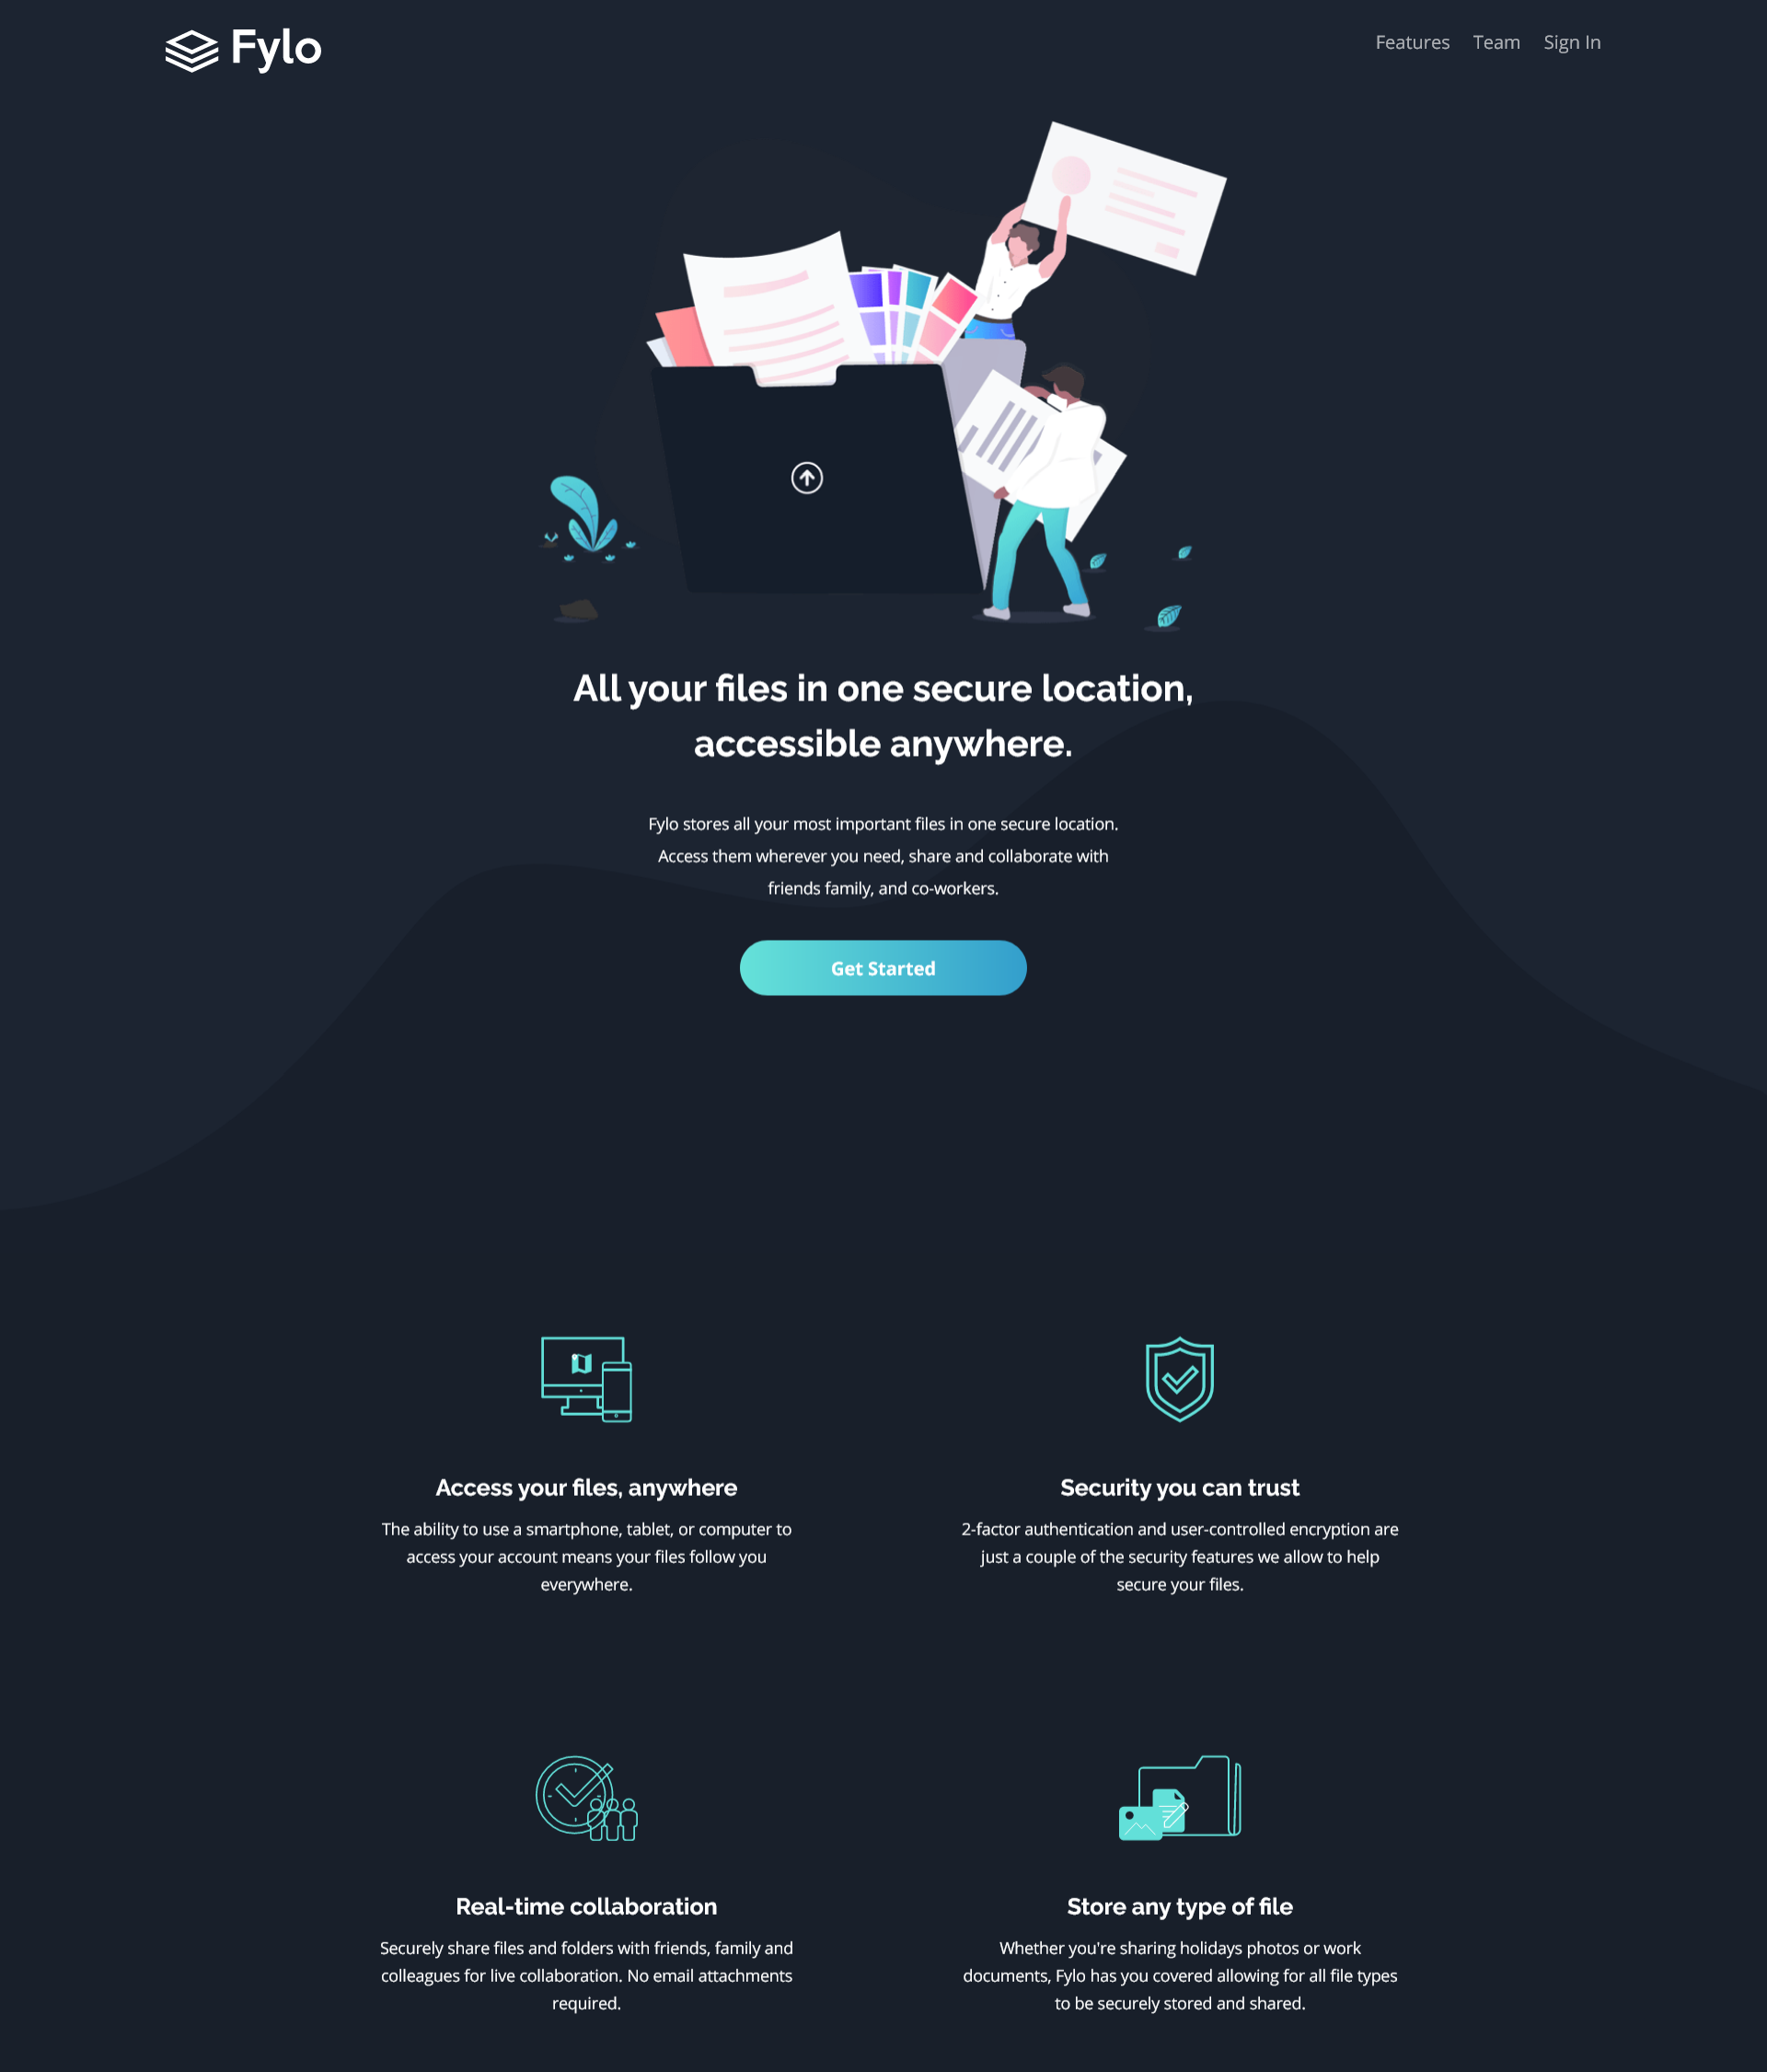 Fylo
Features Team Sign In
All your files in one secure location,
accessible anywhere.
Fylo stores all your most important files in one secure location.
Access them wherever you need, share and collaborate with
friends family, and co-workers.
Get Started
Access your files, anywhere
The ability to use a smartphone, tablet, or computer to
access your account means your files follow you
everywhere.
Security you can trust
2-factor authentication and user-controlled encryption are
just a couple of the security features we allow to help
secure your files.
Real-time collaboration
Securely share files and folders with friends, family and
colleagues for live collaboration. No email attachments
required.
Store any type of file
Whether you're sharing holidays photos or work
documents, Fylo has you covered allowing for all file types
to be securely stored and shared.